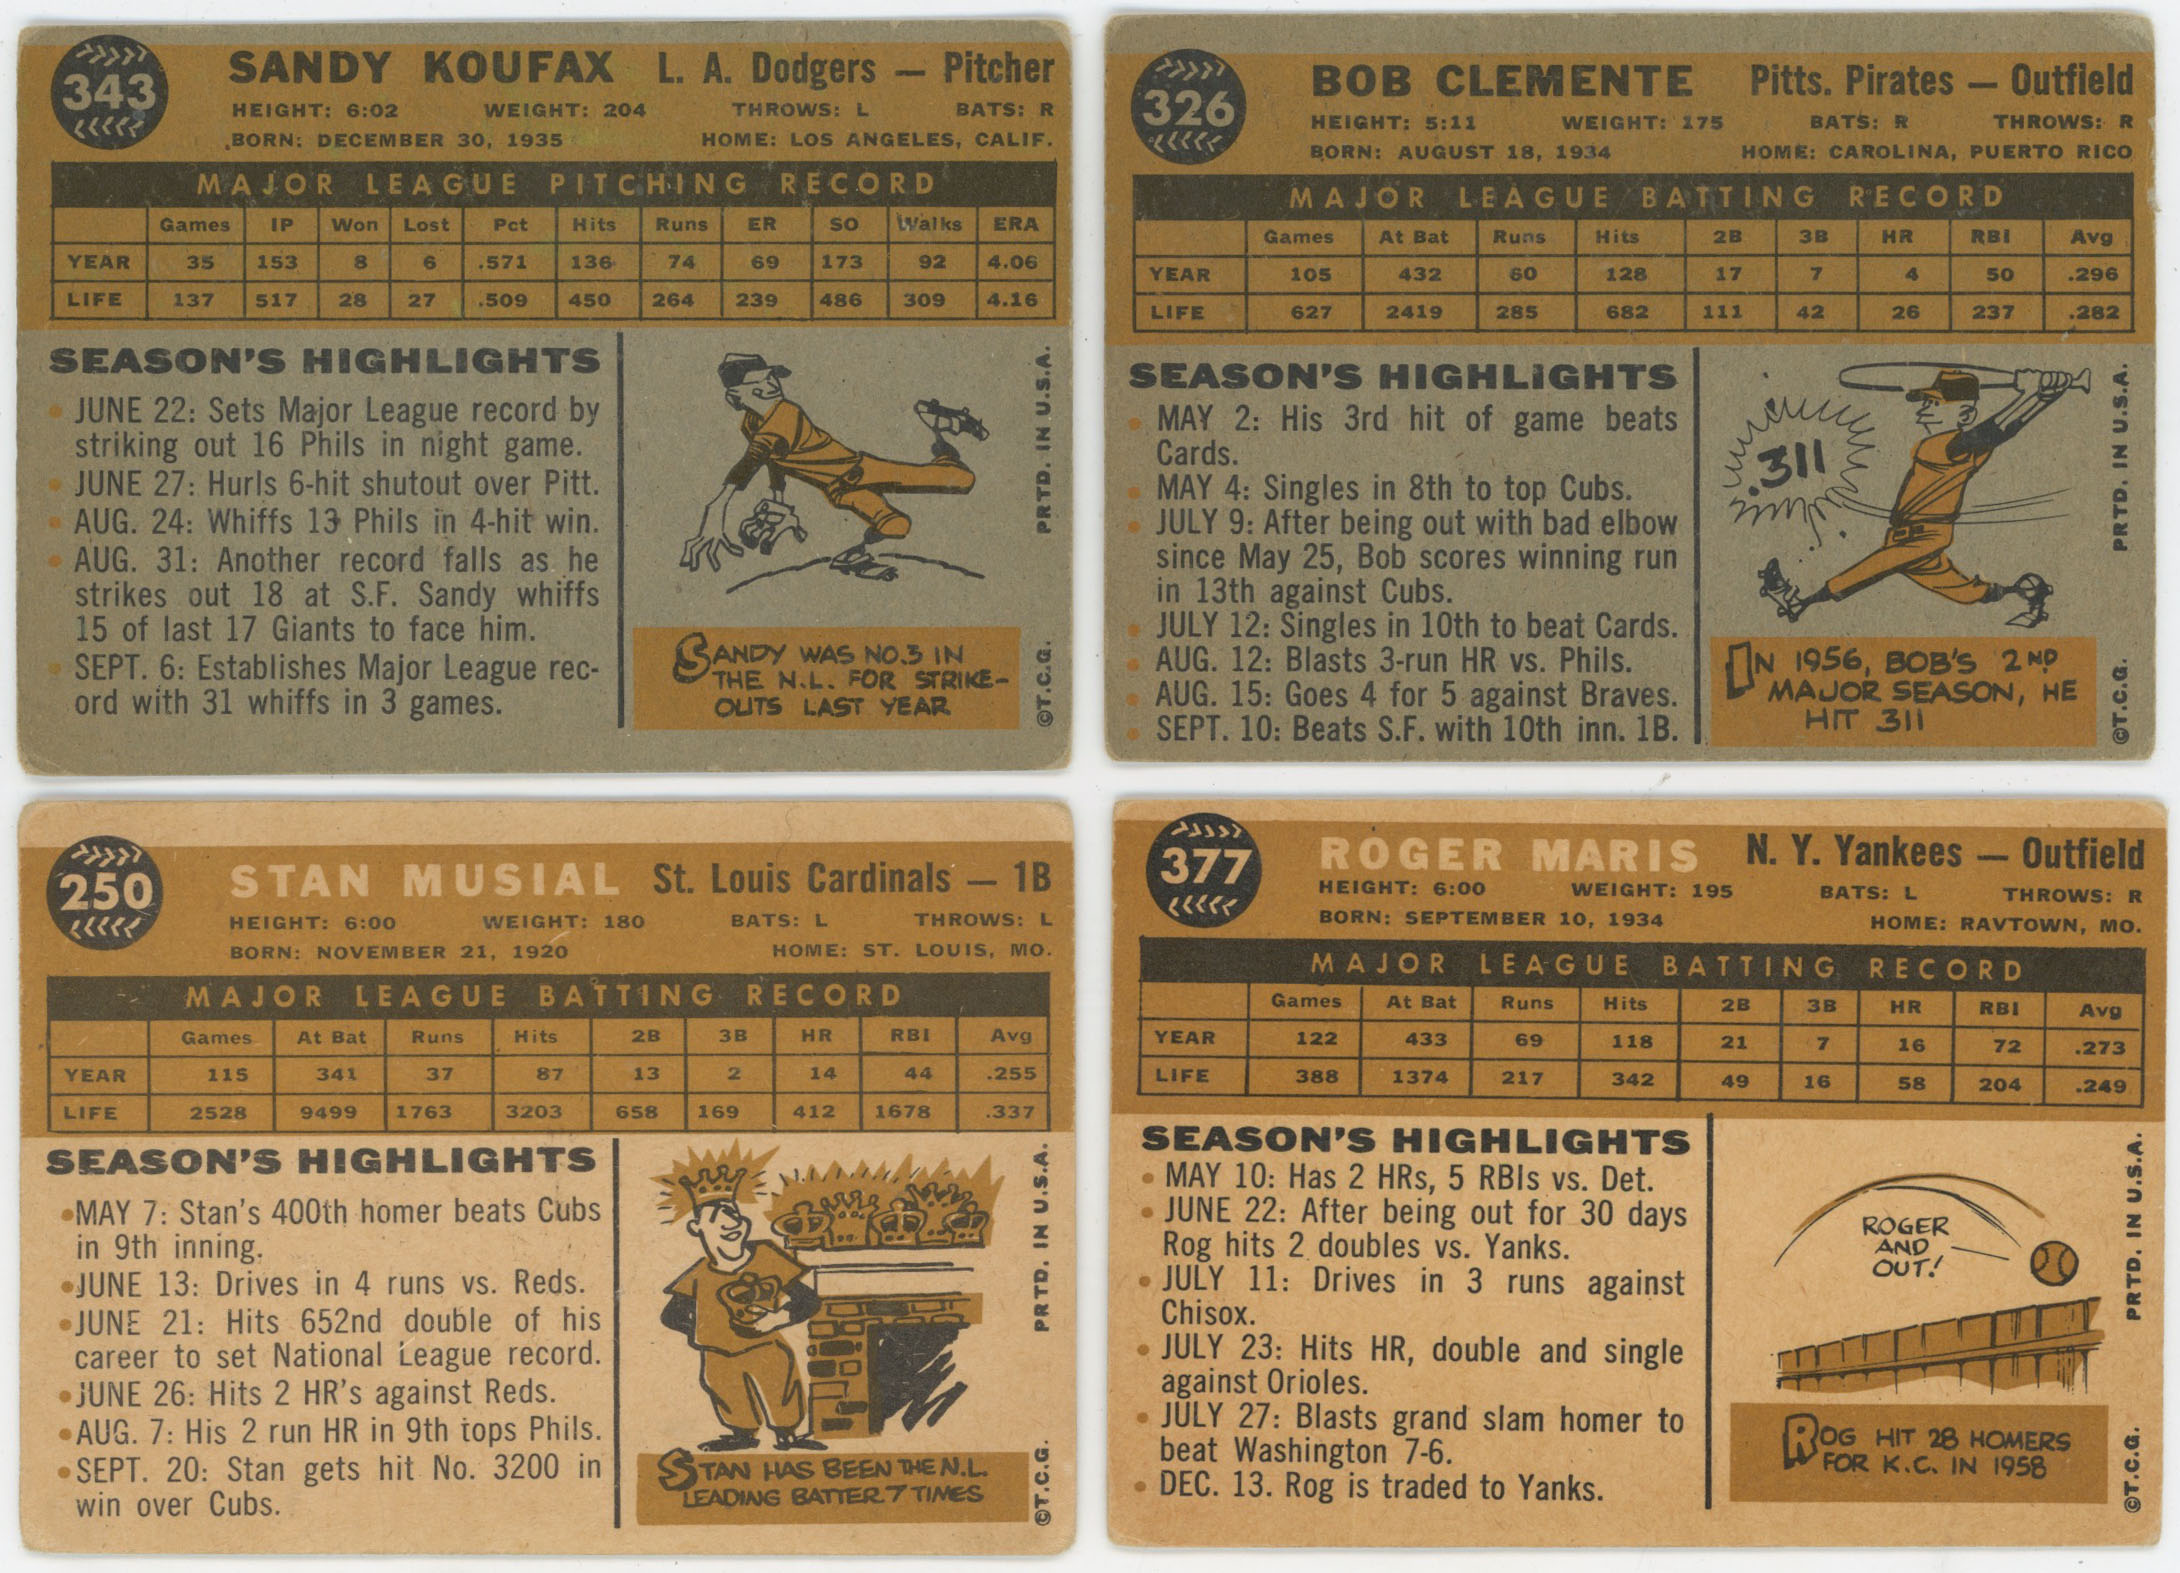 343
SANDY KOUFAX L. A. Dodgers — Pitcher
HEIGHT: 6:02 WEIGHT: 204 THROWS: L BATS: R
BORN: DECEMBER 30, 1935 HOME: LOS ANGELES, CALIF.
MAJOR LEAGUE PITCHING RECORD
Games IP Won Lost Pct Hits Runs ER SO Walks ERA
YEAR 35 153 8 6 .571 136 74 69 173 92 4.06
LIFE 137 517 28 27 .509 450 264 239 486 309 4.16
SEASON'S HIGHLIGHTS
• JUNE 22: Sets Major League record by
striking out 16 Phils in night game.
• JUNE 27: Hurls 6-hit shutout over Pitt.
• AUG. 24: Whiffs 13 Phils in 4-hit win.
• AUG. 31: Another record falls as he
strikes out 18 at S.F. Sandy whiffs
15 of last 17 Giants to face him.
• SEPT. 6: Establishes Major League rec-
ord with 31 whiffs in 3 games.
SANDY WAS NO.3 IN
THE N.L. FOR STRIKE-
OUTS LAST YEAR
©T.C.G. PRTD. IN U.S.A.
326
BOB CLEMENTE Pitts. Pirates — Outfield
HEIGHT: 5:11 WEIGHT: 175 BATS: R THROWS: R
BORN: AUGUST 18, 1934 HOME: CAROLINA, PUERTO RICO
MAJOR LEAGUE BATTING RECORD
Games At Bat Runs Hits 2B 3B HR RBI Avg
YEAR 105 432 60 128 17 7 4 50 .296
LIFE 627 2419 285 682 111 42 26 237 .282
SEASON'S HIGHLIGHTS
• MAY 2: His 3rd hit of game beats
Cards.
• MAY 4: Singles in 8th to top Cubs.
• JULY 9: After being out with bad elbow
since May 25, Bob scores winning run
in 13th against Cubs.
• JULY 12: Singles in 10th to beat Cards.
• AUG. 12: Blasts 3-run HR vs. Phils.
• AUG. 15: Goes 4 for 5 against Braves.
• SEPT. 10: Beats S.F. with 10th inn. 1B.
.311
IN 1956, BOB'S 2ND
MAJOR SEASON, HE
HIT 311
©T.C.G. PRTD. IN U.S.A.
250
STAN MUSIAL St. Louis Cardinals — 1B
HEIGHT: 6:00 WEIGHT: 180 BATS: L THROWS: L
BORN: NOVEMBER 21, 1920 HOME: ST. LOUIS, MO.
MAJOR LEAGUE BATTING RECORD
Games At Bat Runs Hits 2B 3B HR RBI Avg
YEAR 115 341 37 87 13 2 14 44 .255
LIFE 2528 9499 1763 3203 658 169 412 1678 .337
SEASON'S HIGHLIGHTS
• MAY 7: Stan's 400th homer beats Cubs
in 9th inning.
• JUNE 13: Drives in 4 runs vs. Reds.
• JUNE 21: Hits 652nd double of his
career to set National League record.
• JUNE 26: Hits 2 HR's against Reds.
• AUG. 7: His 2 run HR in 9th tops Phils.
• SEPT. 20: Stan gets hit No. 3200 in
win over Cubs.
STAN HAS BEEN THE N.L.
LEADING BATTER 7 TIMES
©T.C.G. PRTD. IN U.S.A.
377
ROGER MARIS N. Y. Yankees — Outfield
HEIGHT: 6:00 WEIGHT: 195 BATS: L THROWS: R
BORN: SEPTEMBER 10, 1934 HOME: RAVTOWN, MO.
MAJOR LEAGUE BATTING RECORD
Games At Bat Runs Hits 2B 3B HR RBI Avg
YEAR 122 433 69 118 21 7 16 72 .273
LIFE 388 1374 217 342 49 16 58 204 .249
SEASON'S HIGHLIGHTS
• MAY 10: Has 2 HRs, 5 RBIs vs. Det.
• JUNE 22: After being out for 30 days
Rog hits 2 doubles vs. Yanks.
• JULY 11: Drives in 3 runs against
Chisox.
• JULY 23: Hits HR, double and single
against Orioles.
• JULY 27: Blasts grand slam homer to
beat Washington 7-6.
• DEC. 13. Rog is traded to Yanks.
ROGER
AND
OUT!
ROG HIT 28 HOMERS
FOR K.C. IN 1958
©T.C.G. PRTD. IN U.S.A.